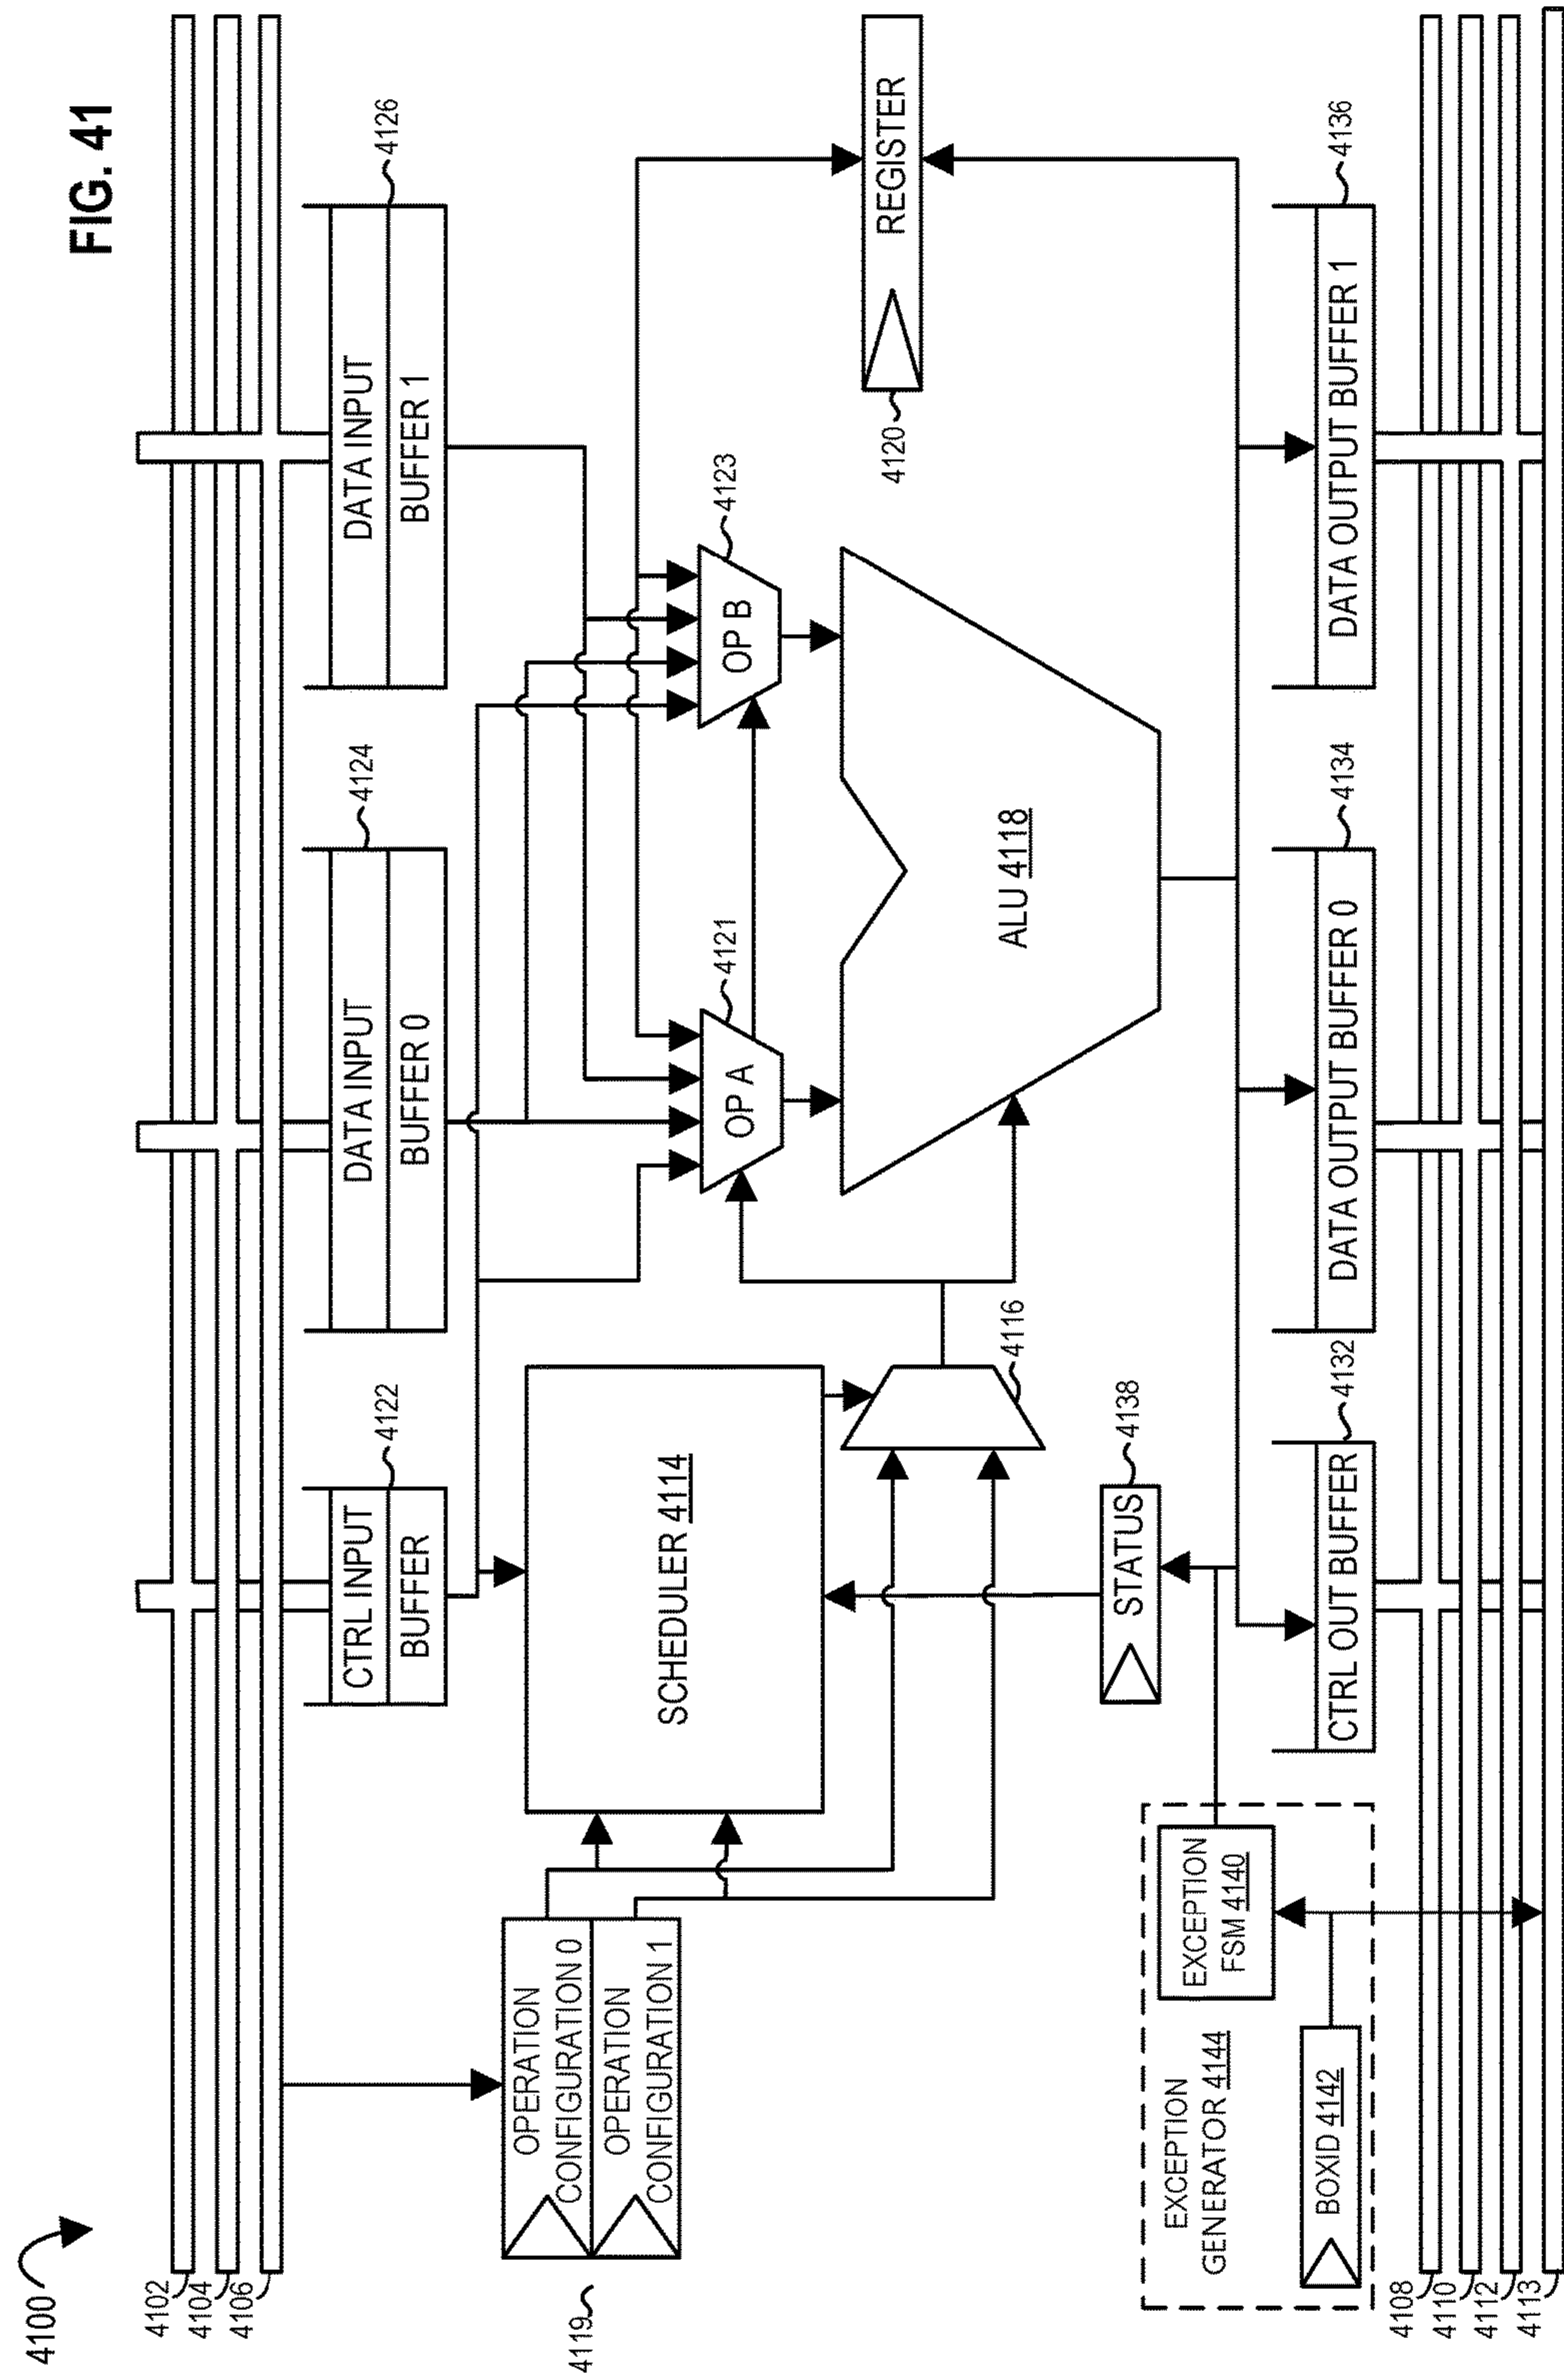 FIG. 41
4100
4102
4104
4106
CTRL INPUT
BUFFER
4122
DATA INPUT
BUFFER 0
4124
DATA INPUT
BUFFER 1
4126
OPERATION
CONFIGURATION 0
OPERATION
CONFIGURATION 1
4119
SCHEDULER 4114
OP A
4121
OP B
4123
4116
ALU 4118
REGISTER
4120
STATUS
4138
EXCEPTION
GENERATOR 4144
EXCEPTION
FSM 4140
BOXID 4142
CTRL OUT BUFFER
4132
DATA OUTPUT BUFFER 0
4134
DATA OUTPUT BUFFER 1
4136
4108
4110
4112
4113